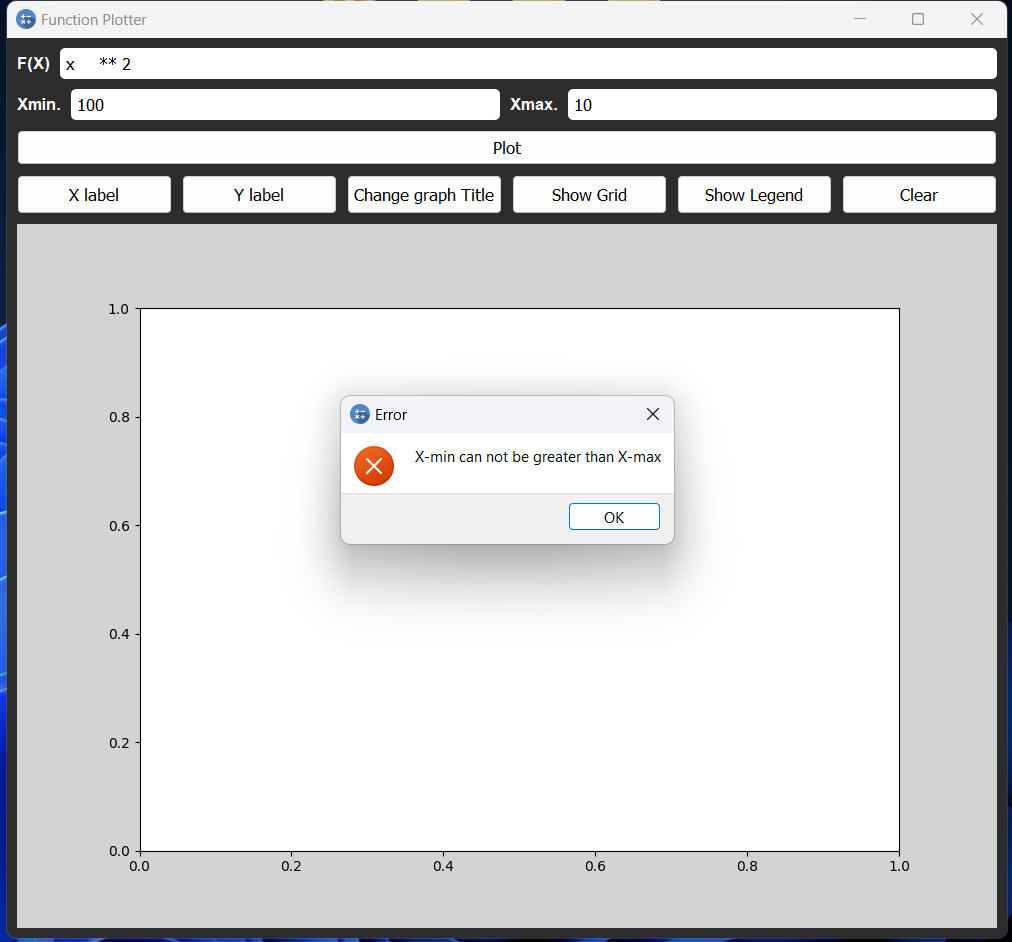 Function Plotter
F(X) x ** 2
Xmin. 100 Xmax. 10
Plot
X label Y label Change graph Title Show Grid Show Legend Clear
1.0
Error
0.8
X-min can not be greater than X-max
OK
0.6
0.4
0.2
0.0
0.0 0.2 0.4 0.6 0.8 1.0